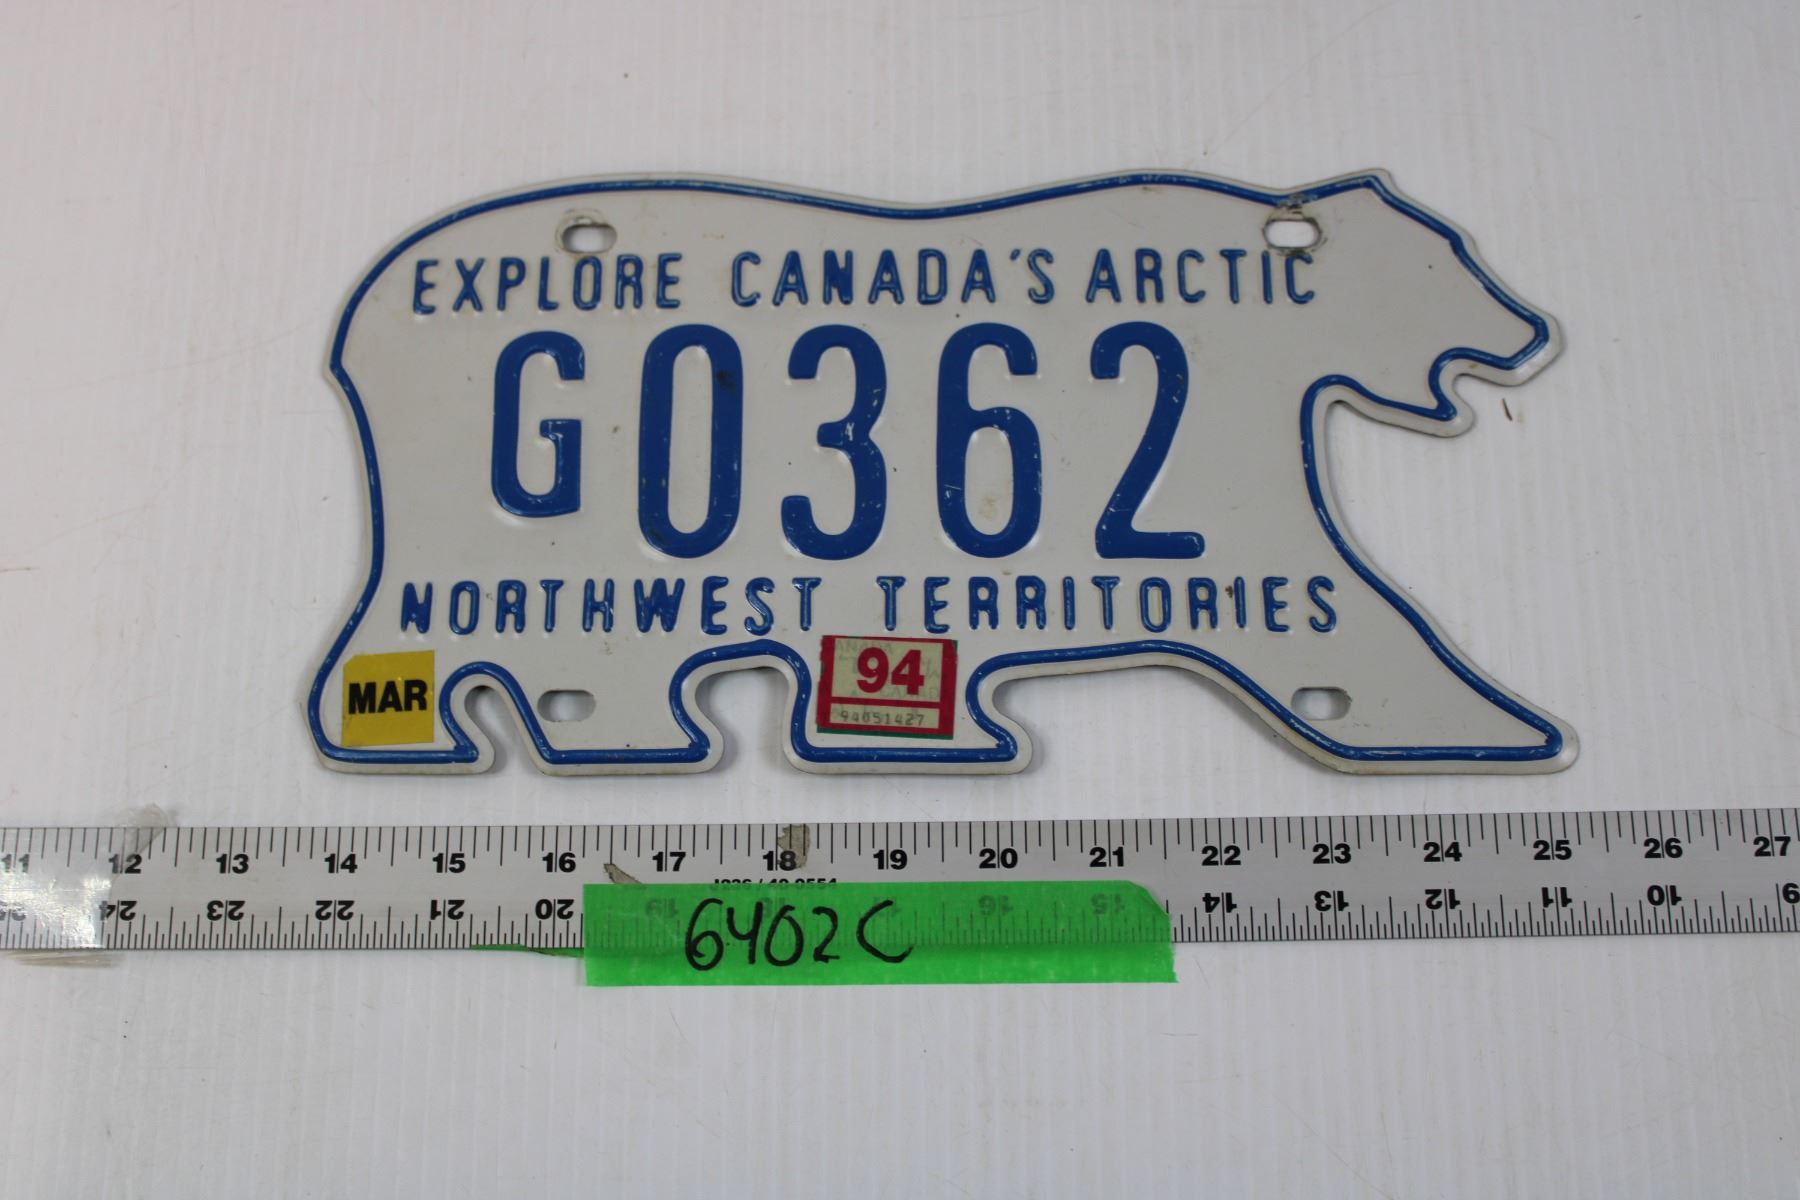 EXPLORE CANADA'S ARCTIC
G0362
NORTHWEST TERRITORIES
MAR
94
94051427
11 12 13 14 15 16 17 18 19 20 21 22 23 24 25 26 27
24 23 22 21 20 19 18 16 15 14 13 12 11 10 9
6402C